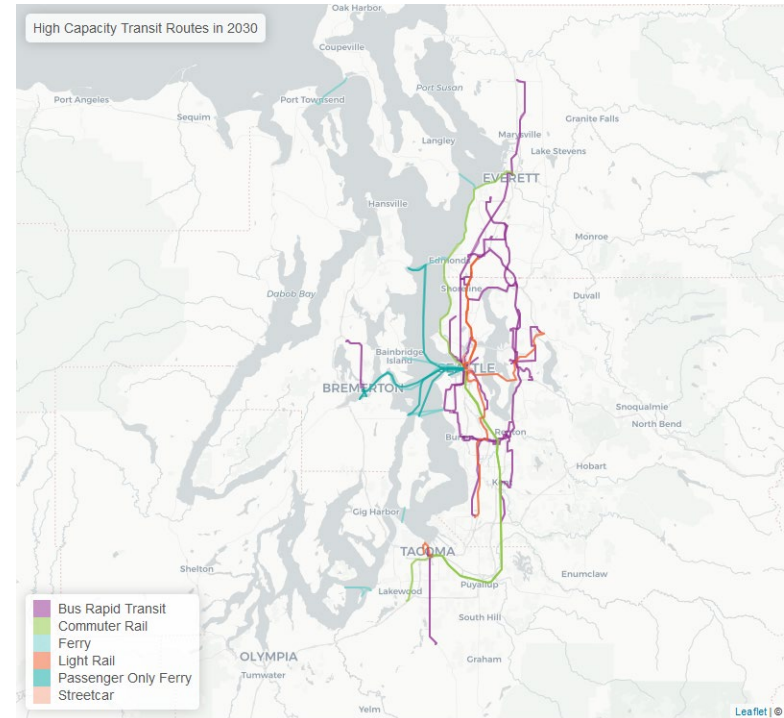 High Capacity Transit Routes in 2030
Oak Harbor
Coupeville
Port Susan
Port Angeles
Port Townsend
Sequim
Granite Falls
Marysville
Langley
Lake Stevens
EVERETT
Hansville
Monroe
Edmonds
Dabob Bay
Shoreline
Duvall
Bainbridge
Island
BREMERTON
Snoqualmie
North Bend
Renton
Hobart
Gig Harbor
TACOMA
Shelton
Enumclaw
Lakewood
Puyallup
South Hill
OLYMPIA
Graham
Tumwater
Yelm
Bus Rapid Transit
Commuter Rail
Ferry
Light Rail
Passenger Only Ferry
Streetcar
Leaflet | ©